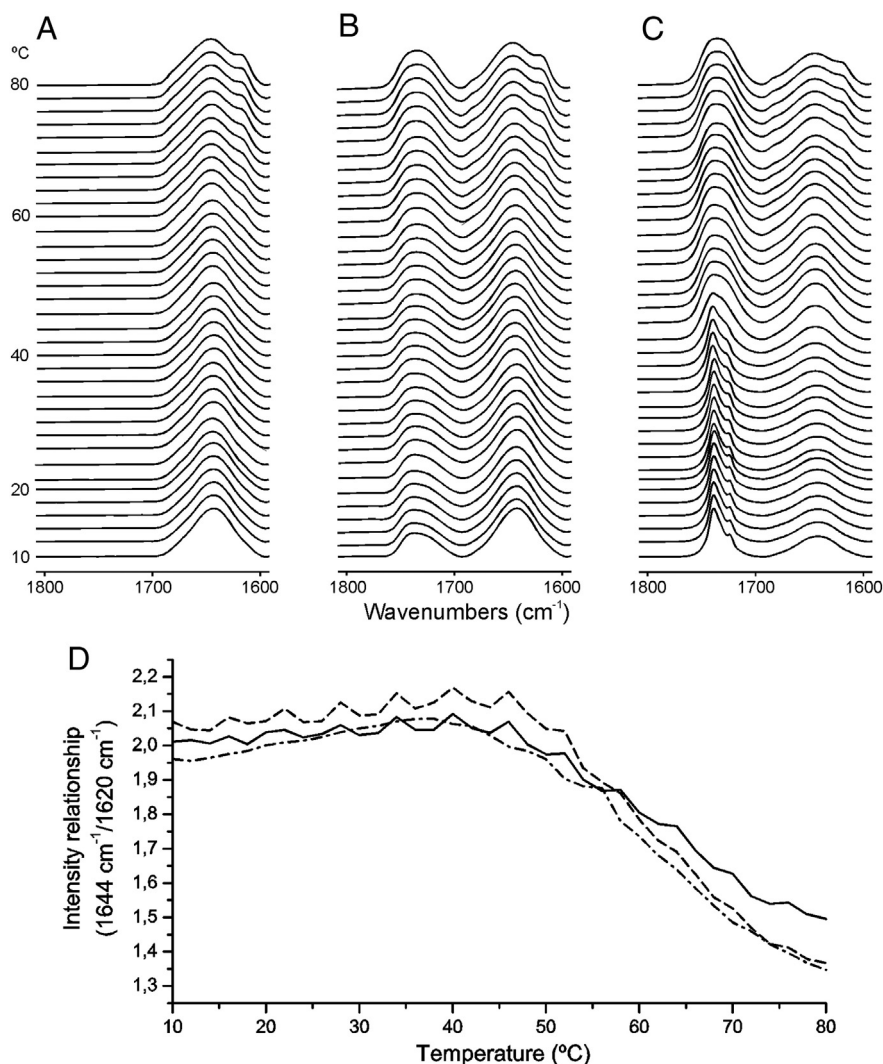 A
B
C
ºC
80
60
40
20
10
1800 1700 1600
1800 1700 1600
1800 1700 1600
Wavenumbers (cm-1)
D
Intensity relationship
(1644 cm-1/1620 cm-1)
2,2
2,1
2,0
1,9
1,8
1,7
1,6
1,5
1,4
1,3
10 20 30 40 50 60 70 80
Temperature (ºC)